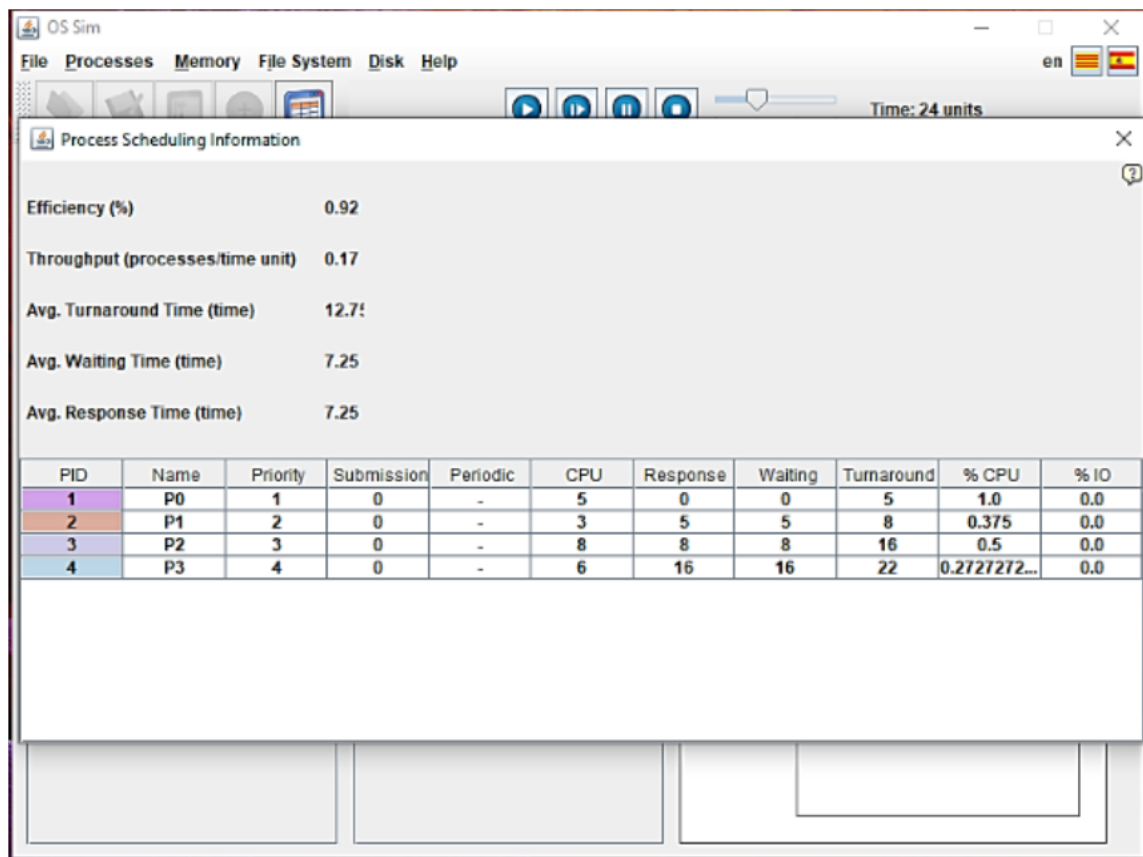 OS Sim
File Processes Memory File System Disk Help en
Time: 24 units
Process Scheduling Information
Efficiency (%) 0.92
Throughput (processes/time unit) 0.17
Avg. Turnaround Time (time) 12.75
Avg. Waiting Time (time) 7.25
Avg. Response Time (time) 7.25
PID Name Priority Submission Periodic CPU Response Waiting Turnaround % CPU % IO
1 P0 1 0 - 5 0 0 5 1.0 0.0
2 P1 2 0 - 3 5 5 8 0.375 0.0
3 P2 3 0 - 8 8 8 16 0.5 0.0
4 P3 4 0 - 6 16 16 22 0.2727272... 0.0